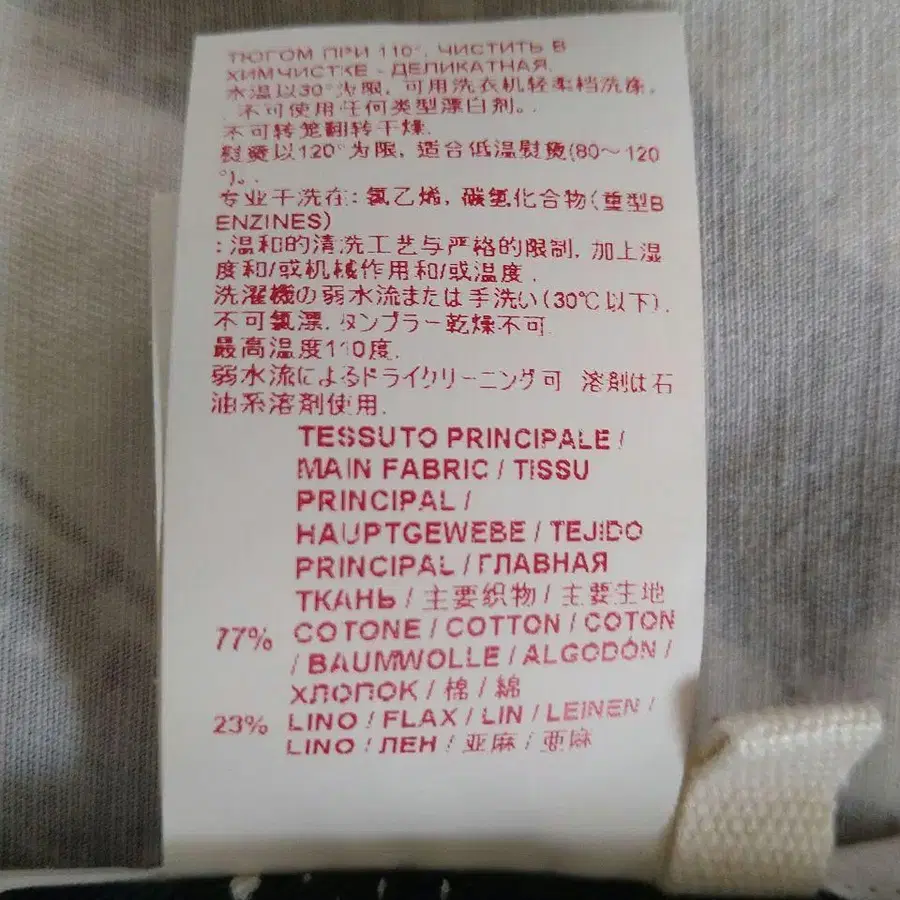 ТЮГОМ ПРИ 110°, ЧИСТИТЬ В
ХИМЧИСТКЕ - ДЕЛИКАТНАЯ.
水温以30°为限, 可用洗衣机轻柔档洗涤.
. 不可使用任何类型漂白剂。.
不可转笼翻转干燥.
熨烫以120°为限, 适合低温熨烫(80～120
°)。.
专业干洗在: 氯乙烯, 碳氢化合物(重型B
ENZINES)
: 温和的清洗工艺与严格的限制, 加上湿
度和/或机械作用和/或温度.
洗濯機の弱水流または手洗い(30℃以下).
不可氯漂. タンブラー乾燥不可.
最高温度110度.
弱水流によるドライクリーニング可 溶剤は石
油系溶剤使用.
TESSUTO PRINCIPALE /
MAIN FABRIC / TISSU
PRINCIPAL /
HAUPTGEWEBE / TEJIDO
PRINCIPAL / ГЛАВНАЯ
ТКАНЬ / 主要织物 / 主要生地
77% COTONE / COTTON / COTON
/ BAUMWOLLE / ALGODÓN /
ХЛОПОК / 棉 / 綿
23% LINO / FLAX / LIN / LEINEN /
LINO / ЛЕН / 亚麻 / 亜麻